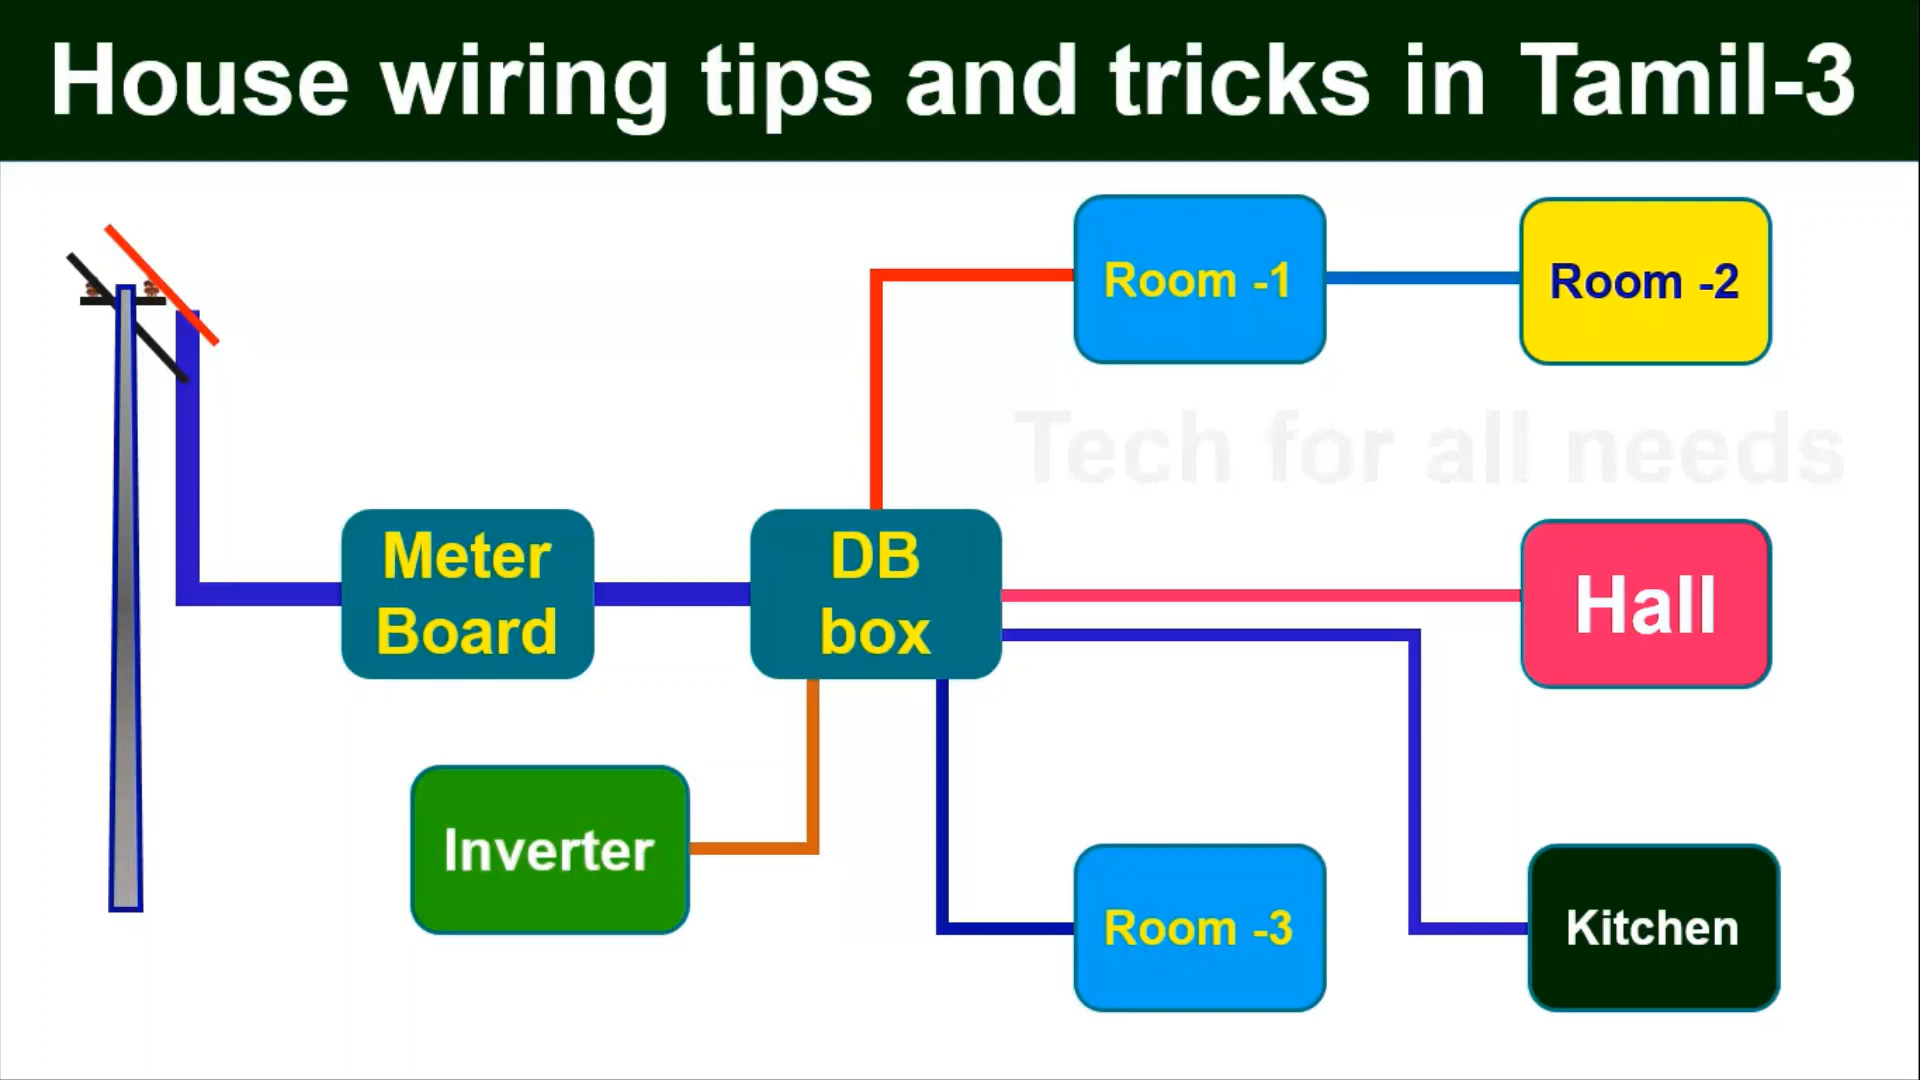 House wiring tips and tricks in Tamil-3
Room -1
Room -2
Tech for all needs
Meter
Board
DB
box
Hall
Inverter
Room -3
Kitchen